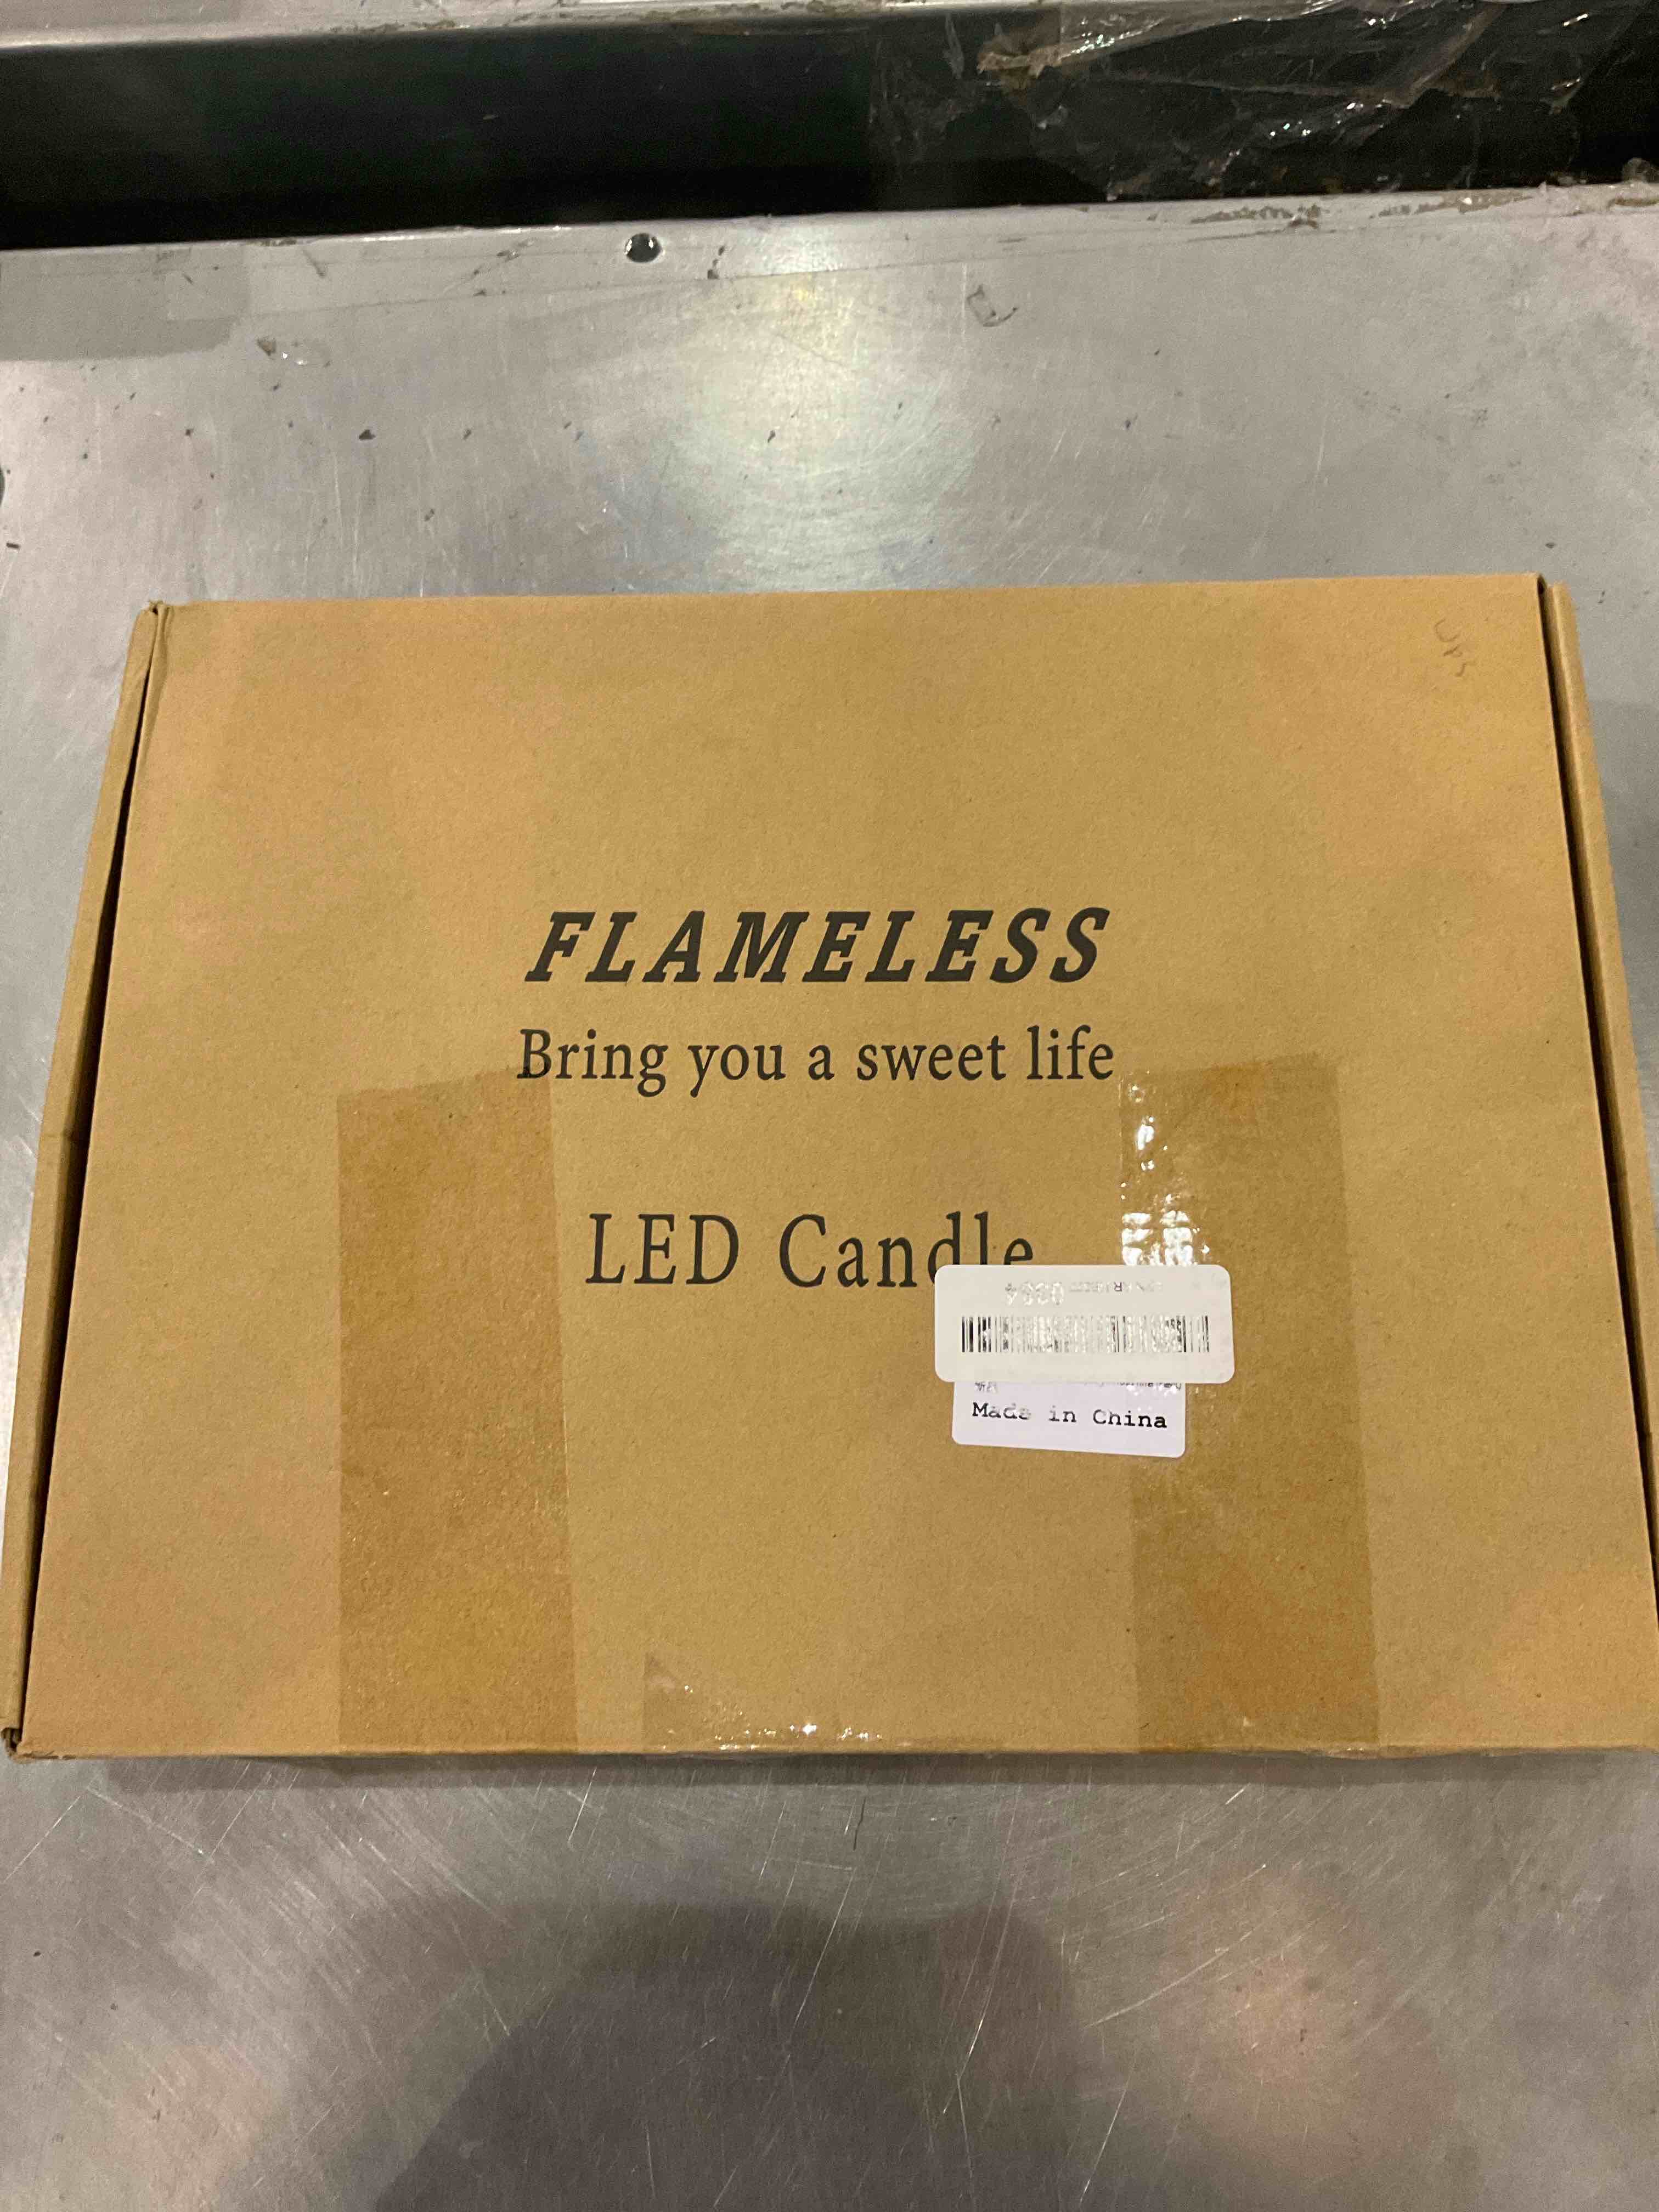 FLAMELESS
Bring you a sweet life
LED Candle
Made in China